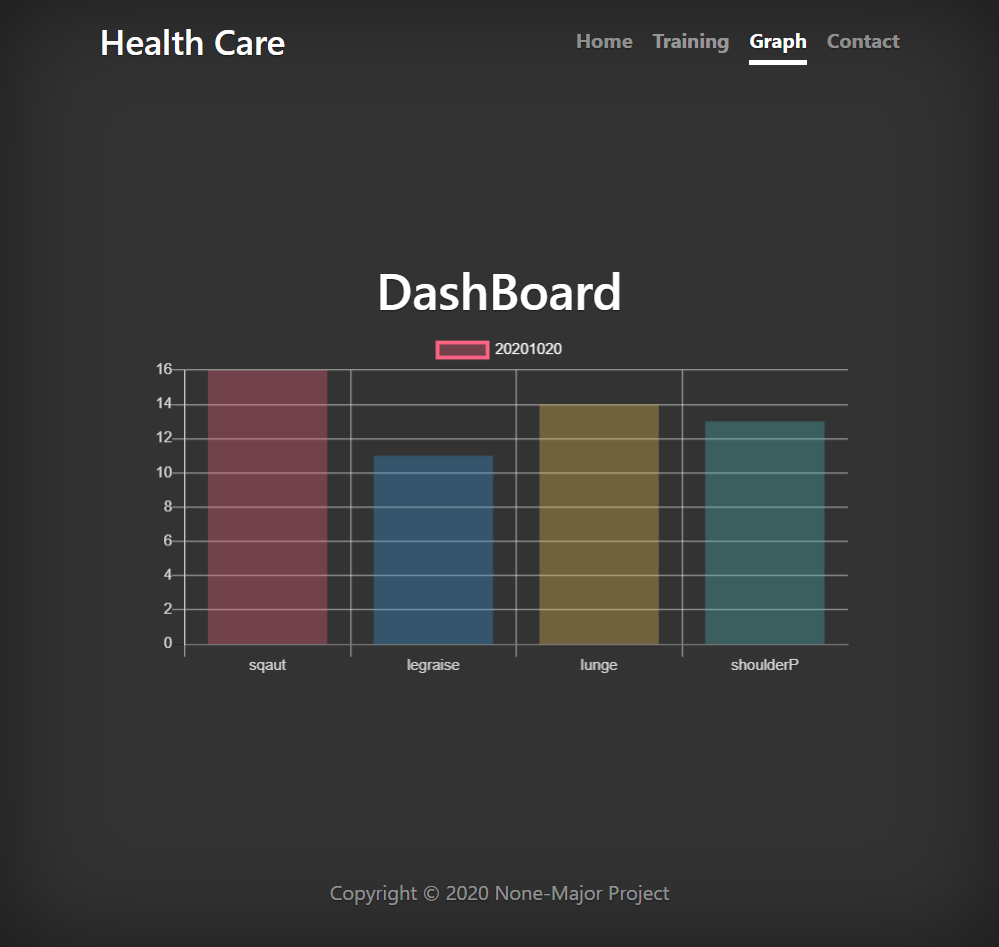 Health Care
Home Training Graph Contact
DashBoard
20201020
16
14
12
10
8
6
4
2
0
sqaut legraise lunge shoulderP
Copyright © 2020 None-Major Project